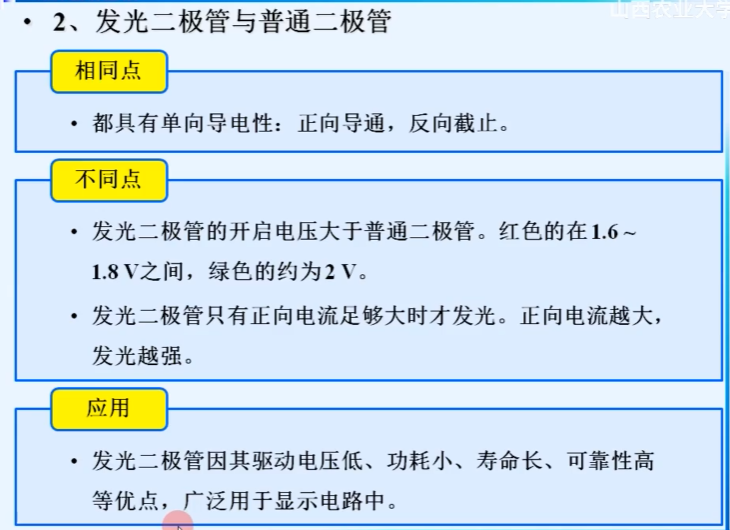 山西农业大学
• 2、发光二极管与普通二极管
相同点
• 都具有单向导电性：正向导通，反向截止。
不同点
• 发光二极管的开启电压大于普通二极管。红色的在1.6 ~
1.8 V之间，绿色的约为2 V。
• 发光二极管只有正向电流足够大时才发光。正向电流越大，
发光越强。
应用
• 发光二极管因其驱动电压低、功耗小、寿命长、可靠性高
等优点，广泛用于显示电路中。